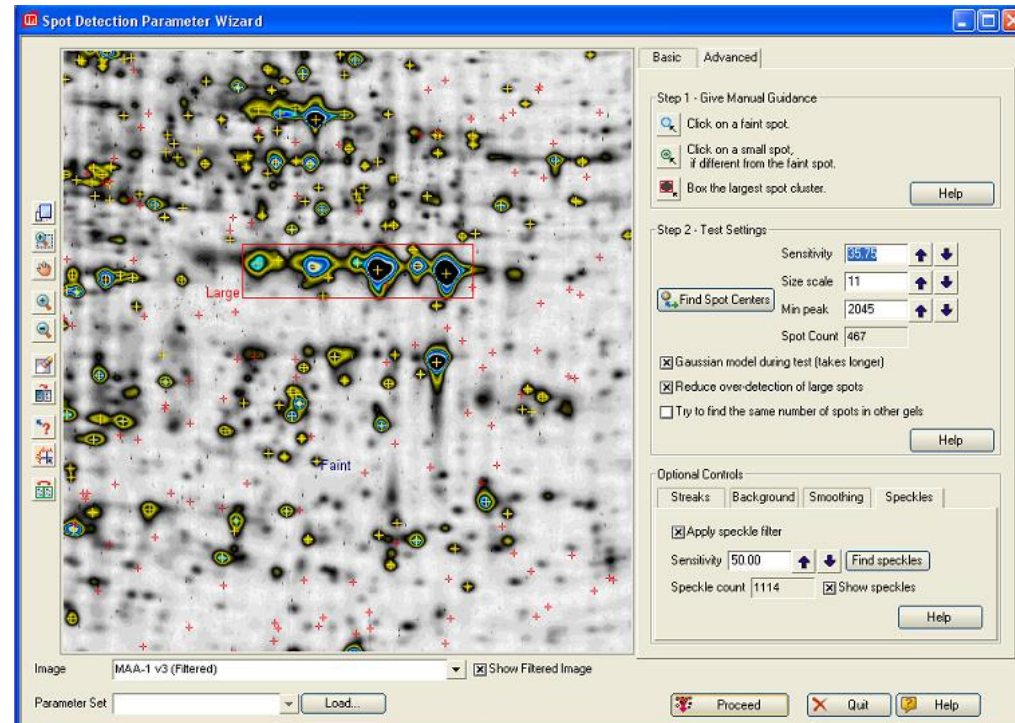 Spot Detection Parameter Wizard
Large
Faint
Basic Advanced
Step 1 - Give Manual Guidance
Click on a faint spot.
Click on a small spot,
if different from the faint spot.
Box the largest spot cluster.
Help
Step 2 - Test Settings
Sensitivity 35.75
Size scale 11
Find Spot Centers
Min peak 2045
Spot Count 467
Gaussian model during test (takes longer)
Reduce over-detection of large spots
Try to find the same number of spots in other gels
Help
Optional Controls
Streaks Background Smoothing Speckles
Apply speckle filter
Sensitivity 50.00 Find speckles
Speckle count 1114 Show speckles
Help
Image MAA-1 v3 (Filtered) Show Filtered Image
Parameter Set Load... Proceed Quit Help